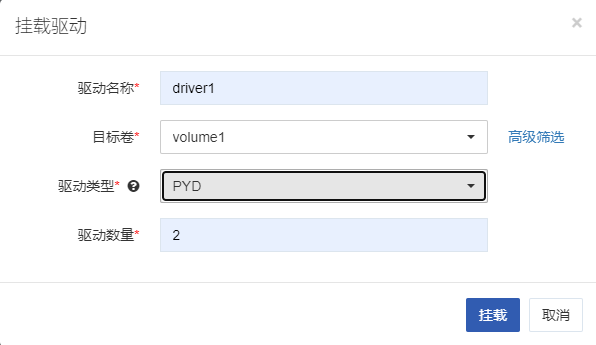 挂载驱动 ×
驱动名称* driver1
目标卷* volume1 高级筛选
驱动类型* ? PYD
驱动数量* 2
挂载 取消